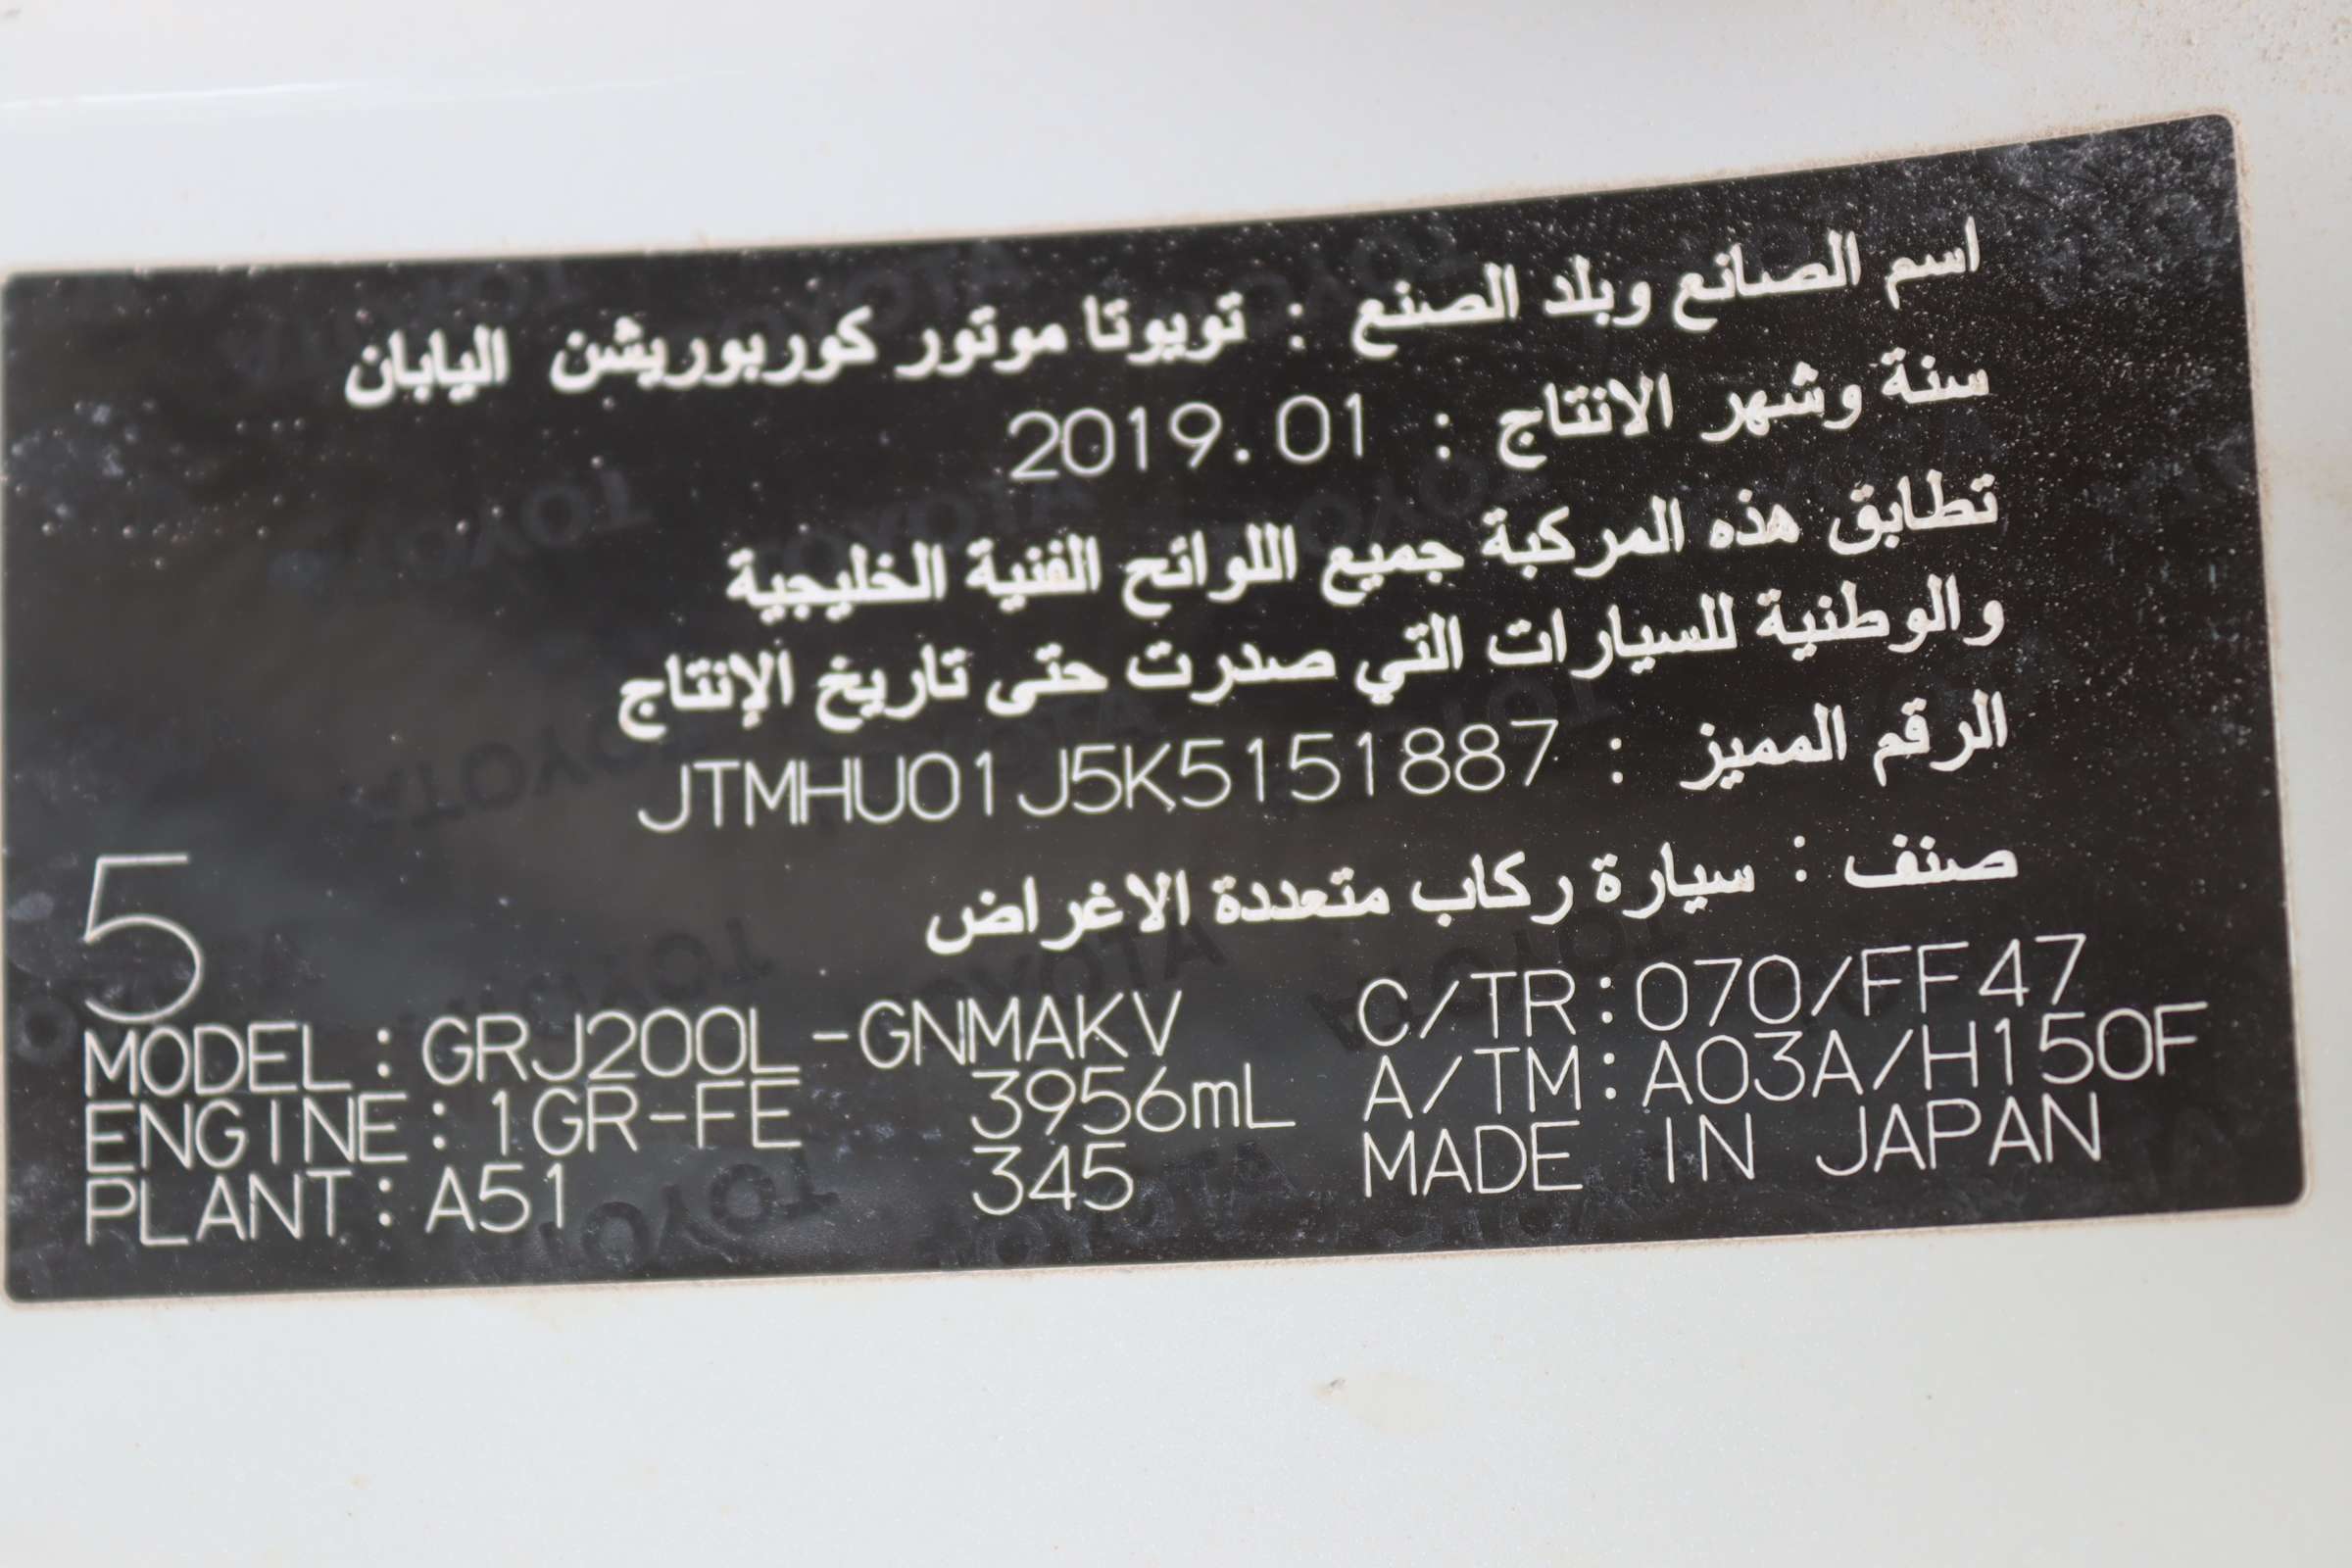 اسم الصانع وبلد الصنع : تويوتا موتور كوربوريشن اليابان
سنة وشهر الانتاج : 2019.01
تطابق هذه المركبة جميع اللوائح الفنية الخليجية
والوطنية للسيارات التي صدرت حتى تاريخ الإنتاج
الرقم المميز : JTMHU01J5K5151887
صنف : سيارة ركاب متعددة الاغراض
5
MODEL : GRJ200L-GNMAKV C/TR:070/FF47
ENGINE: 1GR-FE 3956mL A/TM:A03A/H150F
PLANT: A51 345 MADE IN JAPAN